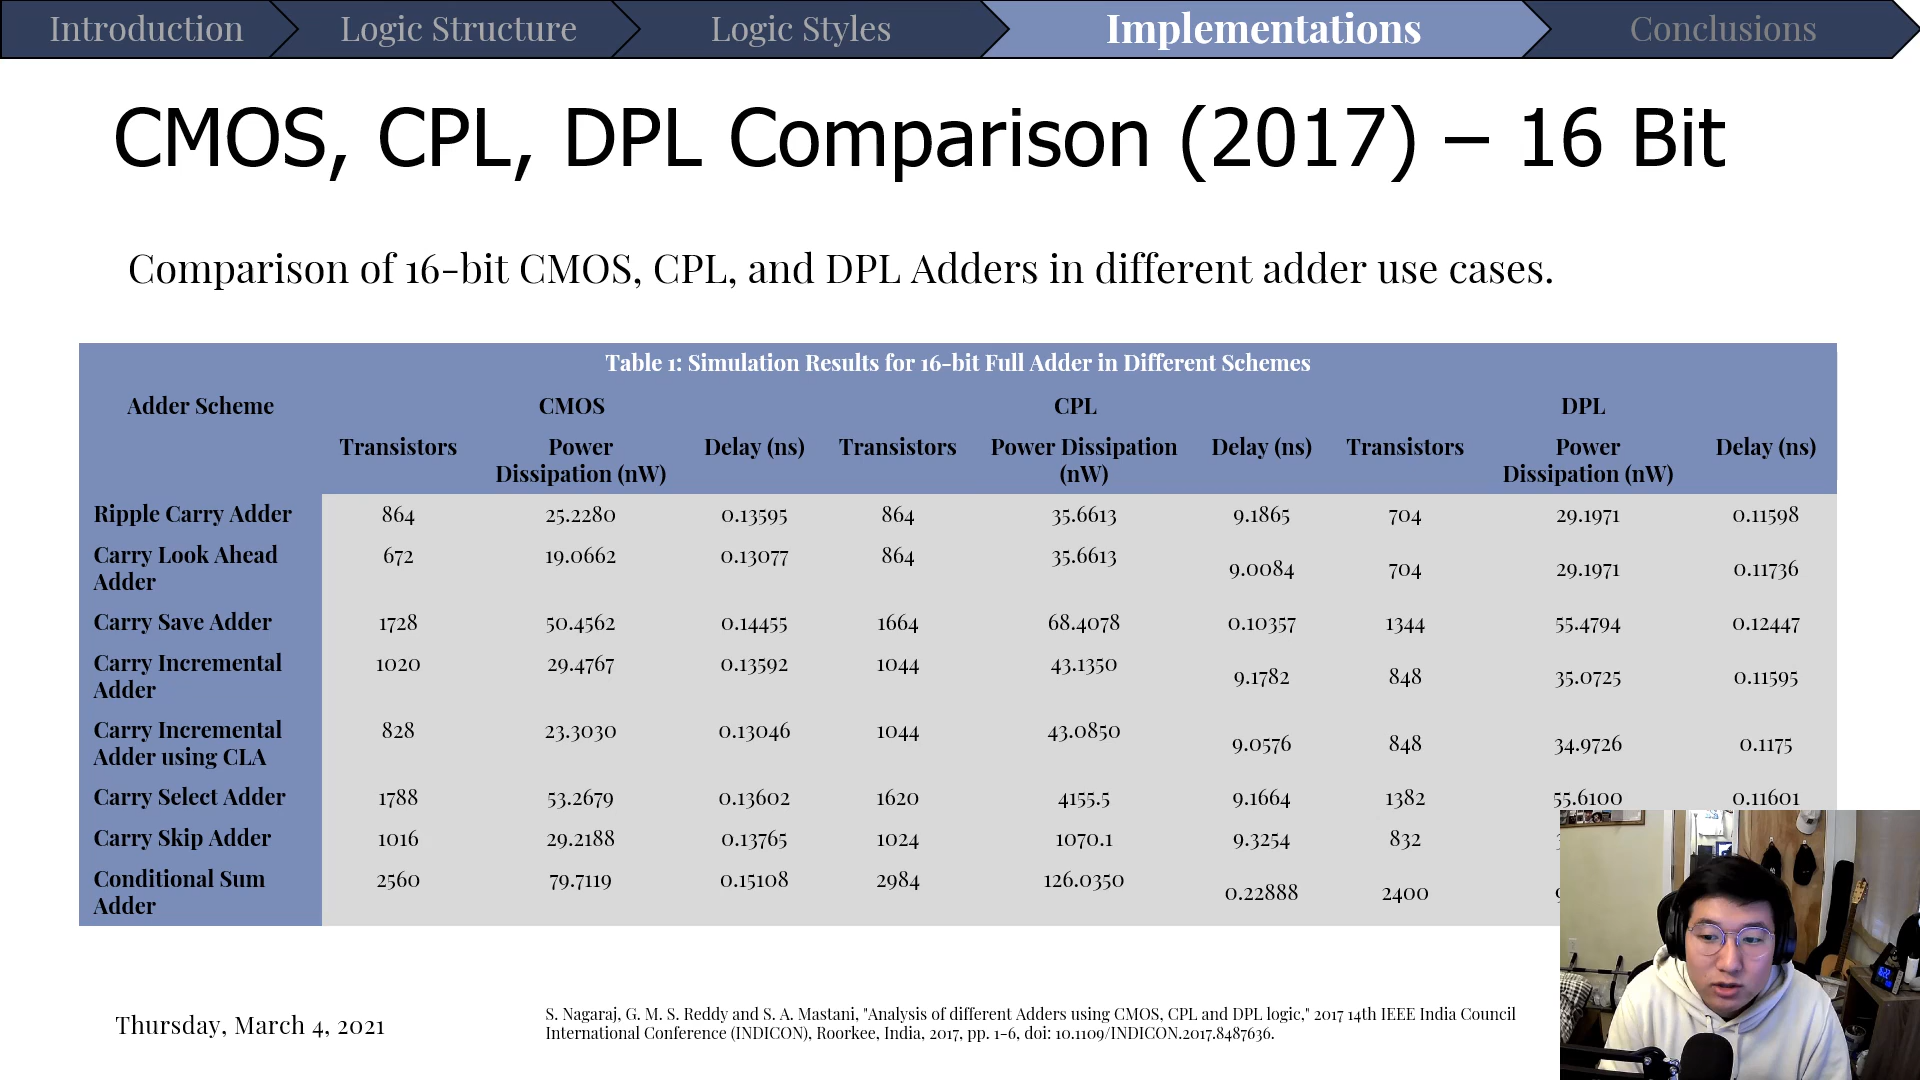 Introduction Logic Structure Logic Styles Implementations Conclusions
CMOS, CPL, DPL Comparison (2017) – 16 Bit
Comparison of 16-bit CMOS, CPL, and DPL Adders in different adder use cases.
Table 1: Simulation Results for 16-bit Full Adder in Different Schemes
Adder Scheme CMOS CPL DPL
Transistors Power Delay (ns) Transistors Power Dissipation Delay (ns) Transistors Power Delay (ns)
Dissipation (nW) (nW) Dissipation (nW)
Ripple Carry Adder 864 25.2280 0.13595 864 35.6613 9.1865 704 29.1971 0.11598
Carry Look Ahead 672 19.0662 0.13077 864 35.6613 9.0084 704 29.1971 0.11736
Adder
Carry Save Adder 1728 50.4562 0.14455 1664 68.4078 0.10357 1344 55.4794 0.12447
Carry Incremental 1020 29.4767 0.13592 1044 43.1350 9.1782 848 35.0725 0.11595
Adder
Carry Incremental 828 23.3030 0.13046 1044 43.0850 9.0576 848 34.9726 0.1175
Adder using CLA
Carry Select Adder 1788 53.2679 0.13602 1620 4155.5 9.1664 1382 55.6100 0.11601
Carry Skip Adder 1016 29.2188 0.13765 1024 1070.1 9.3254 832
Conditional Sum 2560 79.7119 0.15108 2984 126.0350 0.22888 2400
Adder
Thursday, March 4, 2021
S. Nagaraj, G. M. S. Reddy and S. A. Mastani, "Analysis of different Adders using CMOS, CPL and DPL logic," 2017 14th IEEE India Council
International Conference (INDICON), Roorkee, India, 2017, pp. 1-6, doi: 10.1109/INDICON.2017.8487636.